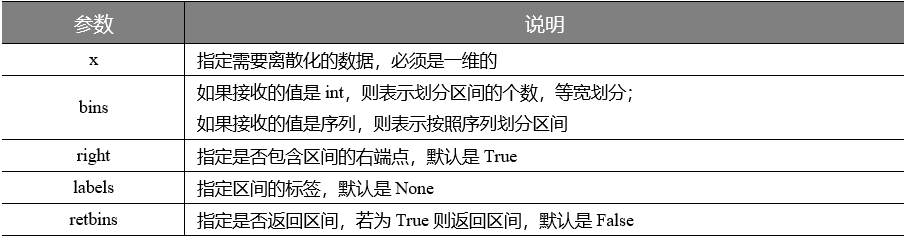 参数 说明
x 指定需要离散化的数据，必须是一维的
bins 如果接收的值是 int，则表示划分区间的个数，等宽划分；
如果接收的值是序列，则表示按照序列划分区间
right 指定是否包含区间的右端点，默认是 True
labels 指定区间的标签，默认是 None
retbins 指定是否返回区间，若为 True 则返回区间，默认是 False